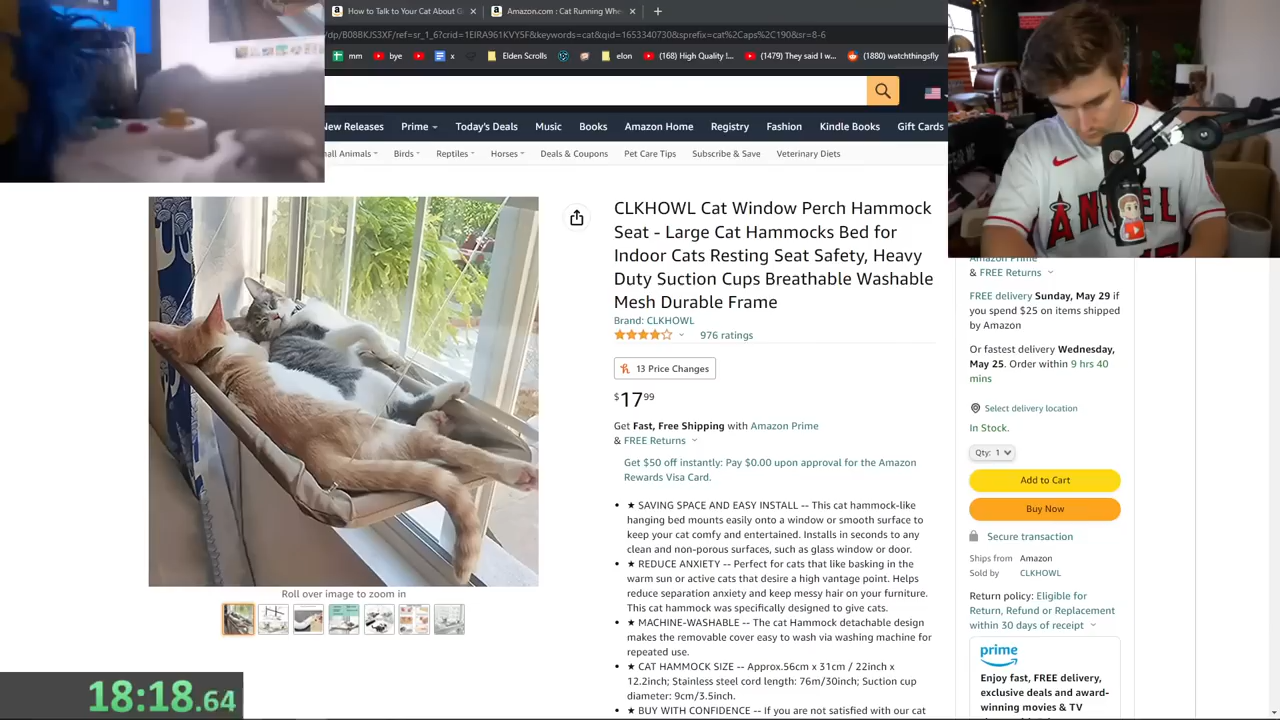 How to Talk to Your Cat About G
Amazon.com : Cat Running Whe
/dp/B08BKJS3XF/ref=sr_1_6?crid=1EIRA961KVYSF&keywords=cat&qid=1653340730&sprefix=cat%2Caps%2C190&sr=8-6
mm
bye
x
Elden Scrolls
elon
(168) High Quality !...
(1479) They said I w...
(1880) watchthingsfly
New Releases
Prime
Today's Deals
Music
Books
Amazon Home
Registry
Fashion
Kindle Books
Gift Cards
mall Animals
Birds
Reptiles
Horses
Deals & Coupons
Pet Care Tips
Subscribe & Save
Veterinary Diets
ANGEL
CLKHOWL Cat Window Perch Hammock
Seat - Large Cat Hammocks Bed for
Indoor Cats Resting Seat Safety, Heavy
Duty Suction Cups Breathable Washable
Mesh Durable Frame
Brand: CLKHOWL
976 ratings
13 Price Changes
$17 99
Get Fast, Free Shipping with Amazon Prime
& FREE Returns
Get $50 off instantly: Pay $0.00 upon approval for the Amazon
Rewards Visa Card.
★ SAVING SPACE AND EASY INSTALL -- This cat hammock-like
hanging bed mounts easily onto a window or smooth surface to
keep your cat comfy and entertained. Installs in seconds to any
clean and non-porous surfaces, such as glass window or door.
★ REDUCE ANXIETY -- Perfect for cats that like basking in the
warm sun or active cats that desire a high vantage point. Helps
reduce separation anxiety and keep messy hair on your furniture.
This cat hammock was specifically designed to give cats.
★ MACHINE-WASHABLE -- The cat Hammock detachable design
makes the removable cover easy to wash via washing machine for
repeated use.
★ CAT HAMMOCK SIZE -- Approx.56cm x 31cm / 22inch x
12.2inch; Stainless steel cord length: 76m/30inch; Suction cup
diameter: 9cm/3.5inch.
★ BUY WITH CONFIDENCE -- If you are not satisfied with our cat
Roll over image to zoom in
Amazon Prime
& FREE Returns
FREE delivery Sunday, May 29 if
you spend $25 on items shipped
by Amazon
Or fastest delivery Wednesday,
May 25. Order within 9 hrs 40
mins
Select delivery location
In Stock.
Qty: 1
Add to Cart
Buy Now
Secure transaction
Ships from Amazon
Sold by CLKHOWL
Return policy: Eligible for
Return, Refund or Replacement
within 30 days of receipt
prime
Enjoy fast, FREE delivery,
exclusive deals and award-
winning movies & TV
18:18.64